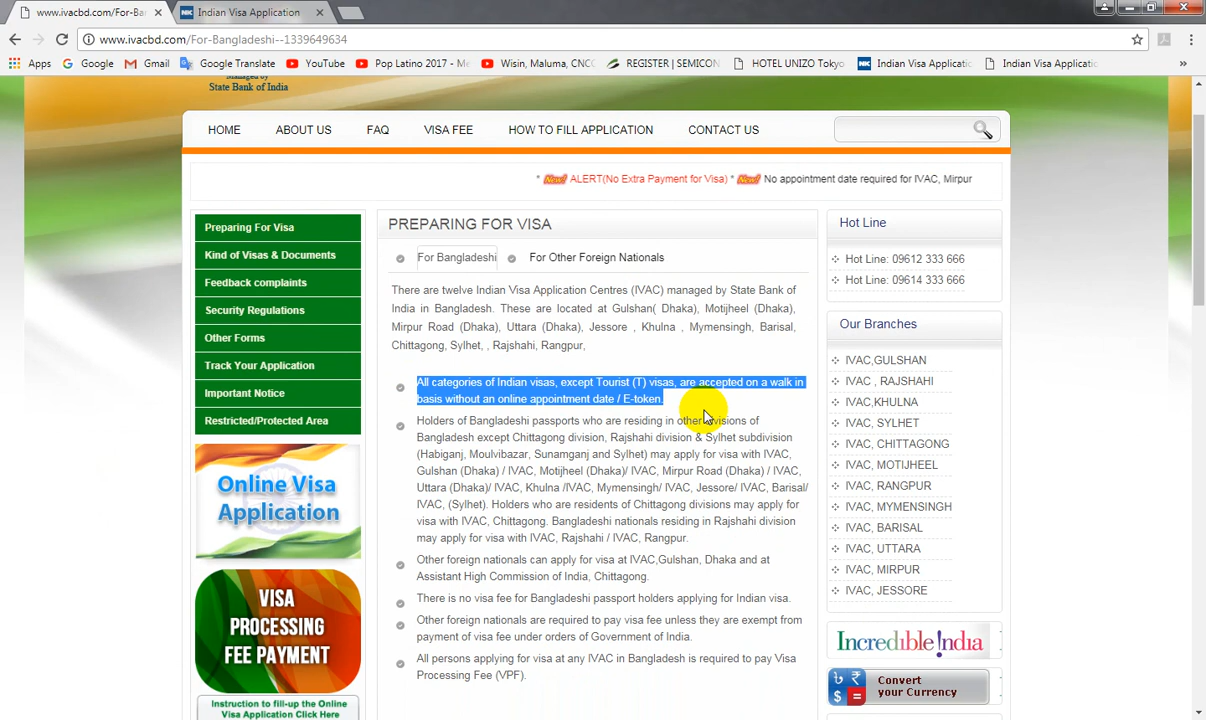 www.ivacbd.com/For-Ba
Indian Visa Application
www.ivacbd.com/For-Bangladeshi--1339649634
Apps Google Gmail Google Translate YouTube Pop Latino 2017 - Me Wisin, Maluma, CNC REGISTER | SEMICON HOTEL UNIZO Tokyo Indian Visa Applicati Indian Visa Applicati
Managed by
State Bank of India
HOME ABOUT US FAQ VISA FEE HOW TO FILL APPLICATION CONTACT US
* New! ALERT(No Extra Payment for Visa) * New! No appointment date required for IVAC, Mirpur
Preparing For Visa
Kind of Visas & Documents
Feedback complaints
Security Regulations
Other Forms
Track Your Application
Important Notice
Restricted/Protected Area
Online Visa
Application
VISA
PROCESSING
FEE PAYMENT
Instruction to fill-up the Online
Visa Application Click Here
PREPARING FOR VISA
For Bangladeshi For Other Foreign Nationals
There are twelve Indian Visa Application Centres (IVAC) managed by State Bank of
India in Bangladesh. These are located at Gulshan( Dhaka), Motijheel (Dhaka),
Mirpur Road (Dhaka), Uttara (Dhaka), Jessore , Khulna , Mymensingh, Barisal,
Chittagong, Sylhet, , Rajshahi, Rangpur,
All categories of Indian visas, except Tourist (T) visas, are accepted on a walk in
basis without an online appointment date / E-token.
Holders of Bangladeshi passports who are residing in other divisions of
Bangladesh except Chittagong division, Rajshahi division & Sylhet subdivision
(Habiganj, Moulvibazar, Sunamganj and Sylhet) may apply for visa with IVAC,
Gulshan (Dhaka) / IVAC, Motijheel (Dhaka)/ IVAC, Mirpur Road (Dhaka) / IVAC,
Uttara (Dhaka)/ IVAC, Khulna /IVAC, Mymensingh/ IVAC, Jessore/ IVAC, Barisal/
IVAC, (Sylhet). Holders who are residents of Chittagong divisions may apply for
visa with IVAC, Chittagong. Bangladeshi nationals residing in Rajshahi division
may apply for visa with IVAC, Rajshahi / IVAC, Rangpur.
Other foreign nationals can apply for visa at IVAC,Gulshan, Dhaka and at
Assistant High Commission of India, Chittagong.
There is no visa fee for Bangladeshi passport holders applying for Indian visa.
Other foreign nationals are required to pay visa fee unless they are exempt from
payment of visa fee under orders of Government of India.
All persons applying for visa at any IVAC in Bangladesh is required to pay Visa
Processing Fee (VPF).
Hot Line
Hot Line: 09612 333 666
Hot Line: 09614 333 666
Our Branches
IVAC,GULSHAN
IVAC , RAJSHAHI
IVAC,KHULNA
IVAC, SYLHET
IVAC, CHITTAGONG
IVAC, MOTIJHEEL
IVAC, RANGPUR
IVAC, MYMENSINGH
IVAC, BARISAL
IVAC, UTTARA
IVAC, MIRPUR
IVAC, JESSORE
Incredible !ndia
Convert
your Currency